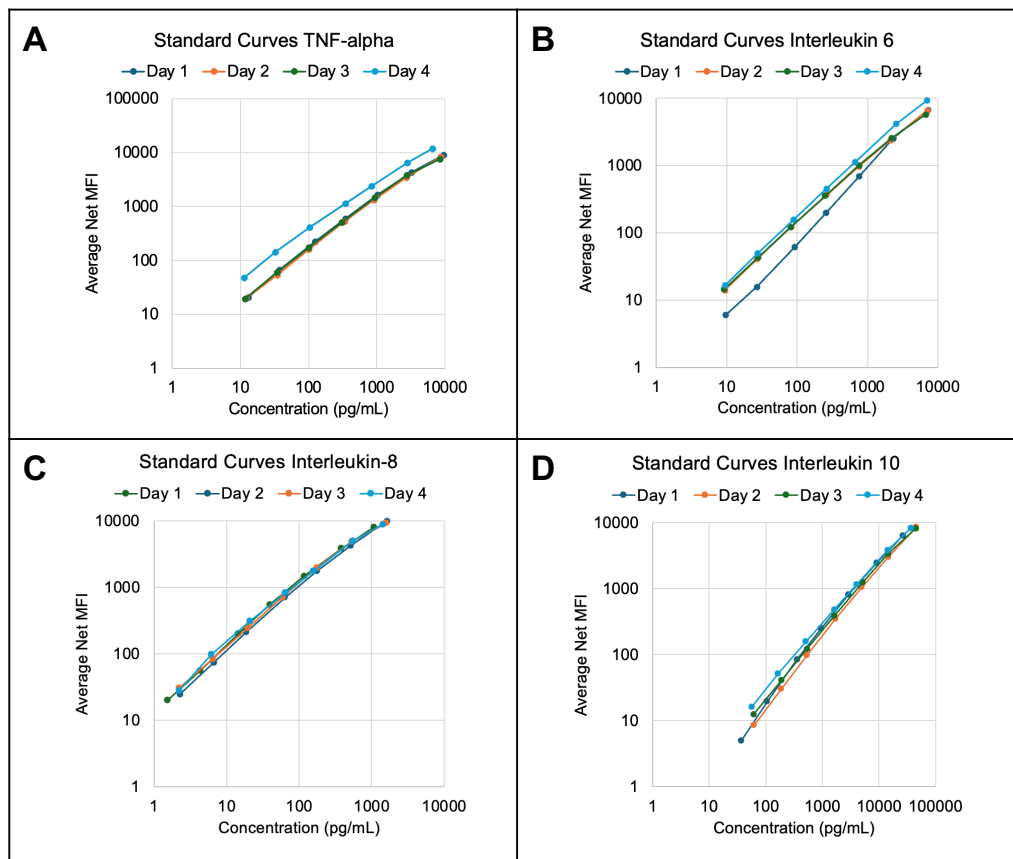 A
Standard Curves TNF-alpha
Day 1 Day 2 Day 3 Day 4
100000
10000
1000
100
10
1
Average Net MFI
1 10 100 1000 10000
Concentration (pg/mL)
B
Standard Curves Interleukin 6
Day 1 Day 2 Day 3 Day 4
10000
1000
100
10
1
Average Net MFI
1 10 100 1000 10000
Concentration (pg/mL)
C
Standard Curves Interleukin-8
Day 1 Day 2 Day 3 Day 4
10000
1000
100
10
1
Average Net MFI
1 10 100 1000 10000
Concentration (pg/mL)
D
Standard Curves Interleukin 10
Day 1 Day 2 Day 3 Day 4
10000
1000
100
10
1
Average Net MFI
1 10 100 1000 10000 100000
Concentration (pg/mL)